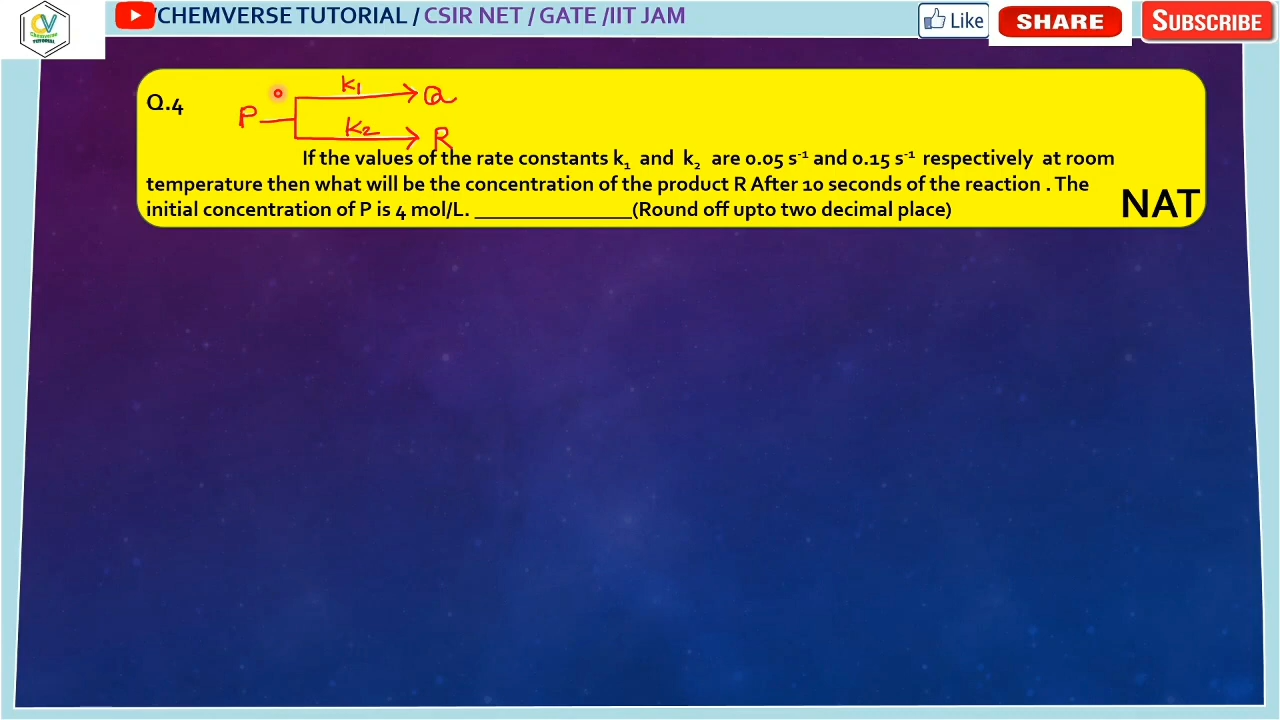 CV
Chemverse
TUTORIAL
/CHEMVERSE TUTORIAL / CSIR NET / GATE /IIT JAM
Like
SHARE
SUBSCRIBE
Q.4
P
k₁
Q
k₂
R
If the values of the rate constants k₁ and k₂ are 0.05 s⁻¹ and 0.15 s⁻¹ respectively at room
temperature then what will be the concentration of the product R After 10 seconds of the reaction . The
initial concentration of P is 4 mol/L. _______________(Round off upto two decimal place)
NAT